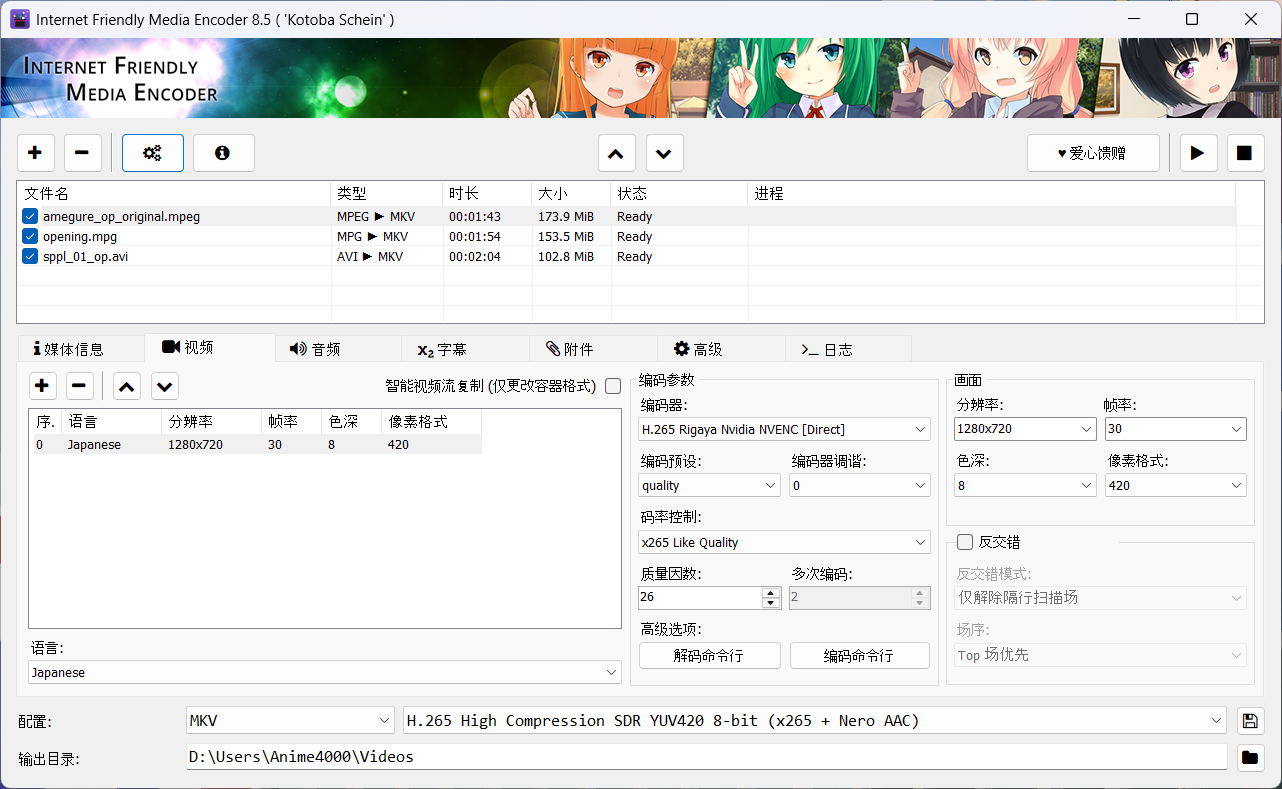 Internet Friendly Media Encoder 8.5 ( 'Kotoba Schein' )
INTERNET FRIENDLY
MEDIA ENCODER
♥ 爱心馈赠
文件名 类型 时长 大小 状态 进程
amegure_op_original.mpeg MPEG ► MKV 00:01:43 173.9 MiB Ready
opening.mpg MPG ► MKV 00:01:54 153.5 MiB Ready
sppl_01_op.avi AVI ► MKV 00:02:04 102.8 MiB Ready
媒体信息 视频 音频 字幕 附件 高级 日志
智能视频流复制 (仅更改容器格式)
序. 语言 分辨率 帧率 色深 像素格式
0 Japanese 1280x720 30 8 420
语言:
Japanese
编码参数
编码器:
H.265 Rigaya Nvidia NVENC [Direct]
编码预设: 编码器调谐:
quality 0
码率控制:
x265 Like Quality
质量因数: 多次编码:
26 2
高级选项:
解码命令行 编码命令行
画面
分辨率: 帧率:
1280x720 30
色深: 像素格式:
8 420
反交错
反交错模式:
仅解除隔行扫描场
场序:
Top 场优先
配置: MKV H.265 High Compression SDR YUV420 8-bit (x265 + Nero AAC)
输出目录: D:\Users\Anime4000\Videos